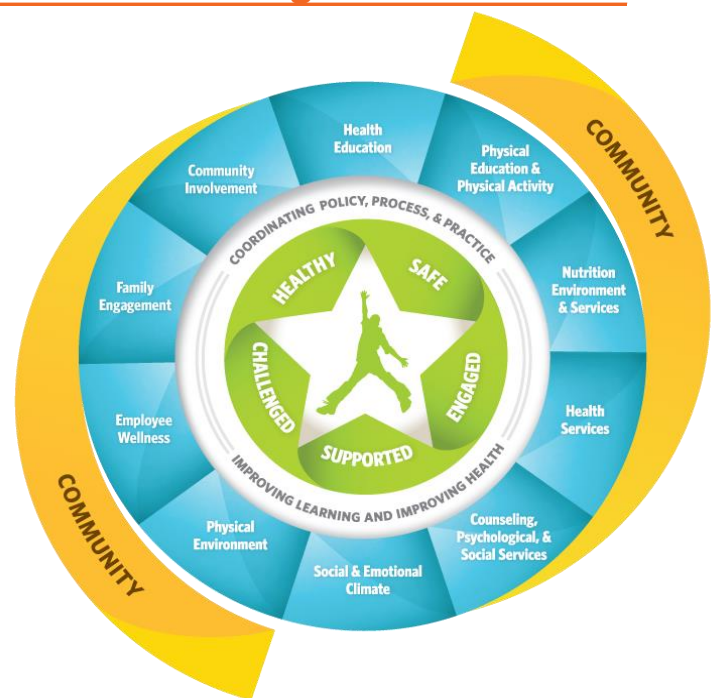 COMMUNITY
Health
Education
Physical
Education &
Physical Activity
Nutrition
Environment
& Services
Health
Services
Counseling,
Psychological, &
Social Services
Social & Emotional
Climate
Physical
Environment
Employee
Wellness
Family
Engagement
Community
Involvement
COORDINATING POLICY, PROCESS, & PRACTICE
IMPROVING LEARNING AND IMPROVING HEALTH
HEALTHY
SAFE
ENGAGED
SUPPORTED
CHALLENGED
COMMUNITY